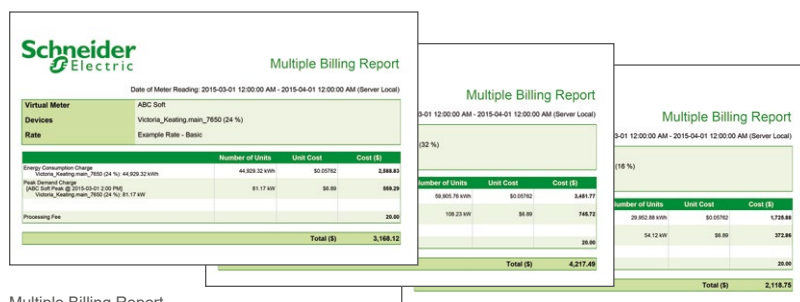 Schneider
Electric
Multiple Billing Report
Date of Meter Reading: 2015-03-01 12:00:00 AM - 2015-04-01 12:00:00 AM (Server Local)
Virtual Meter ABC Soft
Devices Victoria_Keating.main_7650 (24 %)
Rate Example Rate - Basic
Number of Units Unit Cost Cost ($)
Energy Consumption Charge
Victoria_Keating.main_7650 (24 %): 44,929.32 kWh 44,929.32 kWh $0.05762 2,588.83
Peak Demand Charge
[ABC Soft Peak @ 2015-03-01 2:00 PM]
Victoria_Keating.main_7650 (24 %): 81.17 kW 81.17 kW $6.89 559.29
Processing Fee 20.00
Total ($) 3,168.12
Multiple Billing Report
3-01 12:00:00 AM - 2015-04-01 12:00:00 AM (Server Local)
(32 %)
umber of Units Unit Cost Cost ($)
59,905.76 kWh $0.05762 3,451.77
108.23 kW $6.89 745.72
20.00
Total ($) 4,217.49
Multiple Billing Report
3-01 12:00:00 AM - 2015-04-01 12:00:00 AM (Server Local)
(16 %)
umber of Units Unit Cost Cost ($)
29,952.88 kWh $0.05762 1,725.88
54.12 kW $6.89 372.86
20.00
Total ($) 2,118.75
Multiple Billing Report